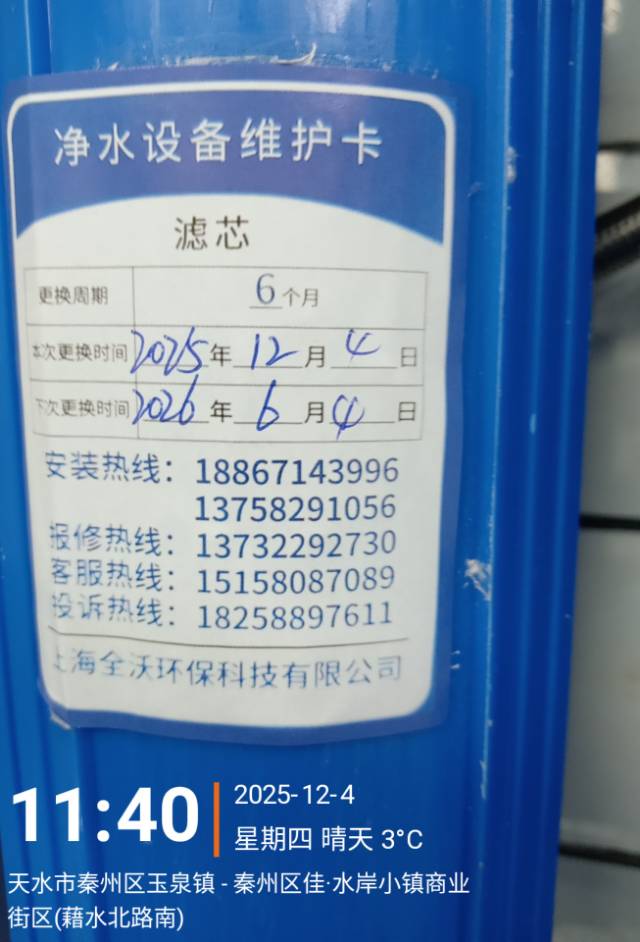 净水设备维护卡
滤芯
更换周期 6个月
本次更换时间 2025年12月4日
下次更换时间 2026年6月4日
安装热线：18867143996
13758291056
报修热线：13732292730
客服热线：15158087089
投诉热线：18258897611
上海全沃环保科技有限公司
11:40
2025-12-4
星期四 晴天 3°C
天水市秦州区玉泉镇 - 秦州区佳·水岸小镇商业
街区(藉水北路南)